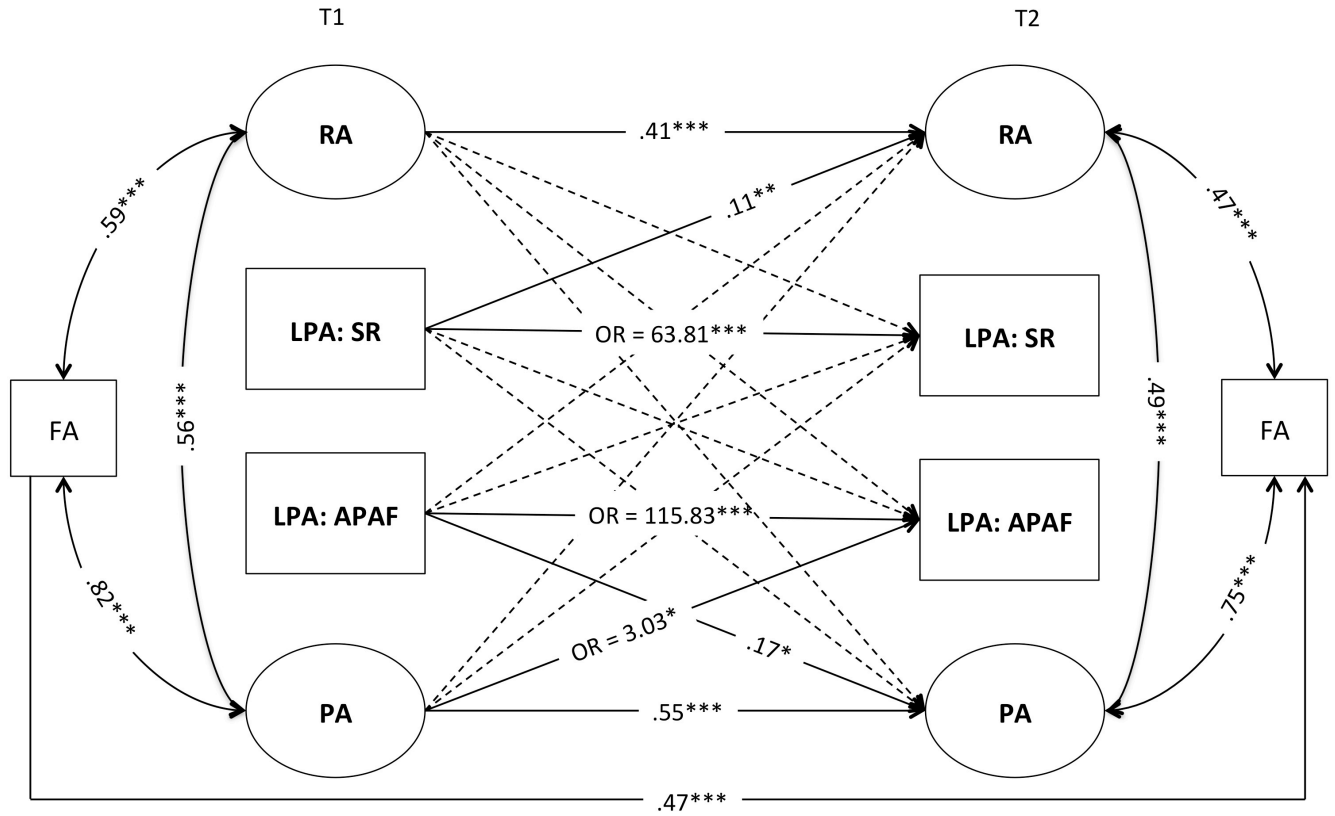 T1
T2
RA
.41***
RA
.59***
.11**
.47***
LPA: SR
OR = 63.81***
LPA: SR
FA
.56***
.49***
FA
LPA: APAF
OR = 115.83***
LPA: APAF
.82***
OR = 3.03*
.17*
.75***
PA
.55***
PA
.47***